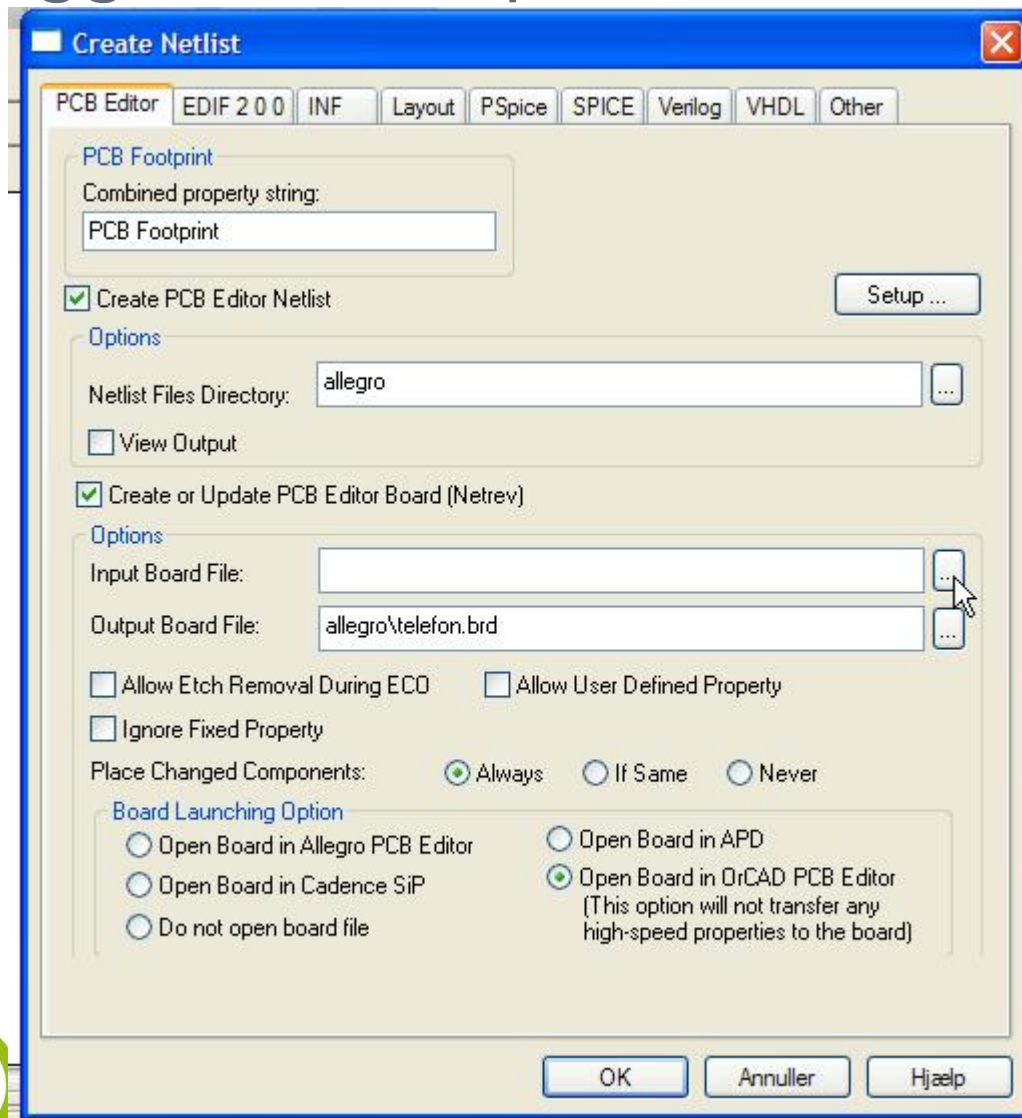 Create Netlist
PCB Editor EDIF 2 0 0 INF Layout PSpice SPICE Verilog VHDL Other
PCB Footprint
Combined property string:
PCB Footprint
Create PCB Editor Netlist
Setup ...
Options
Netlist Files Directory: allegro ...
View Output
Create or Update PCB Editor Board (Netrev)
Options
Input Board File: ...
Output Board File: allegro\telefon.brd ...
Allow Etch Removal During ECO Allow User Defined Property
Ignore Fixed Property
Place Changed Components: Always If Same Never
Board Launching Option
Open Board in Allegro PCB Editor
Open Board in Cadence SiP
Do not open board file
Open Board in APD
Open Board in OrCAD PCB Editor
(This option will not transfer any
high-speed properties to the board)
OK Annuller Hjælp